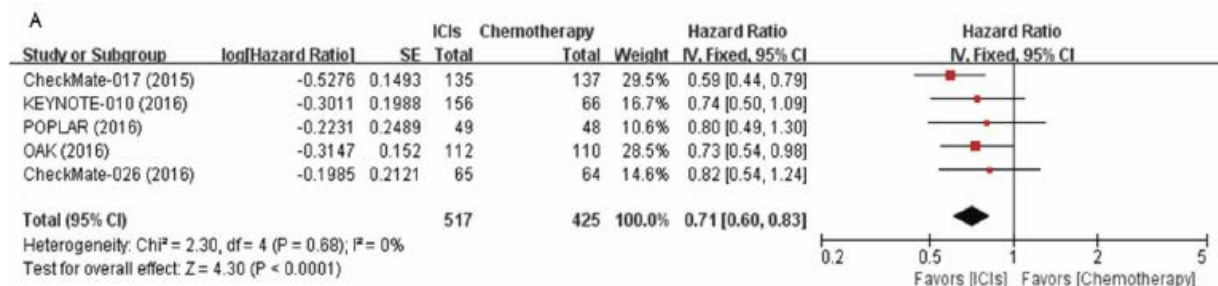 A
ICIs Chemotherapy Hazard Ratio Hazard Ratio
Study or Subgroup log[Hazard Ratio] SE Total Total Weight IV, Fixed, 95% CI IV, Fixed, 95% CI
CheckMate-017 (2015) -0.5276 0.1493 135 137 29.5% 0.59 [0.44, 0.79]
KEYNOTE-010 (2016) -0.3011 0.1988 156 66 16.7% 0.74 [0.50, 1.09]
POPLAR (2016) -0.2231 0.2489 49 48 10.6% 0.80 [0.49, 1.30]
OAK (2016) -0.3147 0.152 112 110 28.5% 0.73 [0.54, 0.98]
CheckMate-026 (2016) -0.1985 0.2121 65 64 14.6% 0.82 [0.54, 1.24]
Total (95% CI) 517 425 100.0% 0.71 [0.60, 0.83]
Heterogeneity: Chi² = 2.30, df = 4 (P = 0.68); I² = 0%
Test for overall effect: Z = 4.30 (P < 0.0001)
0.2 0.5 1 2 5
Favors [ICIs] Favors [Chemotherapy]